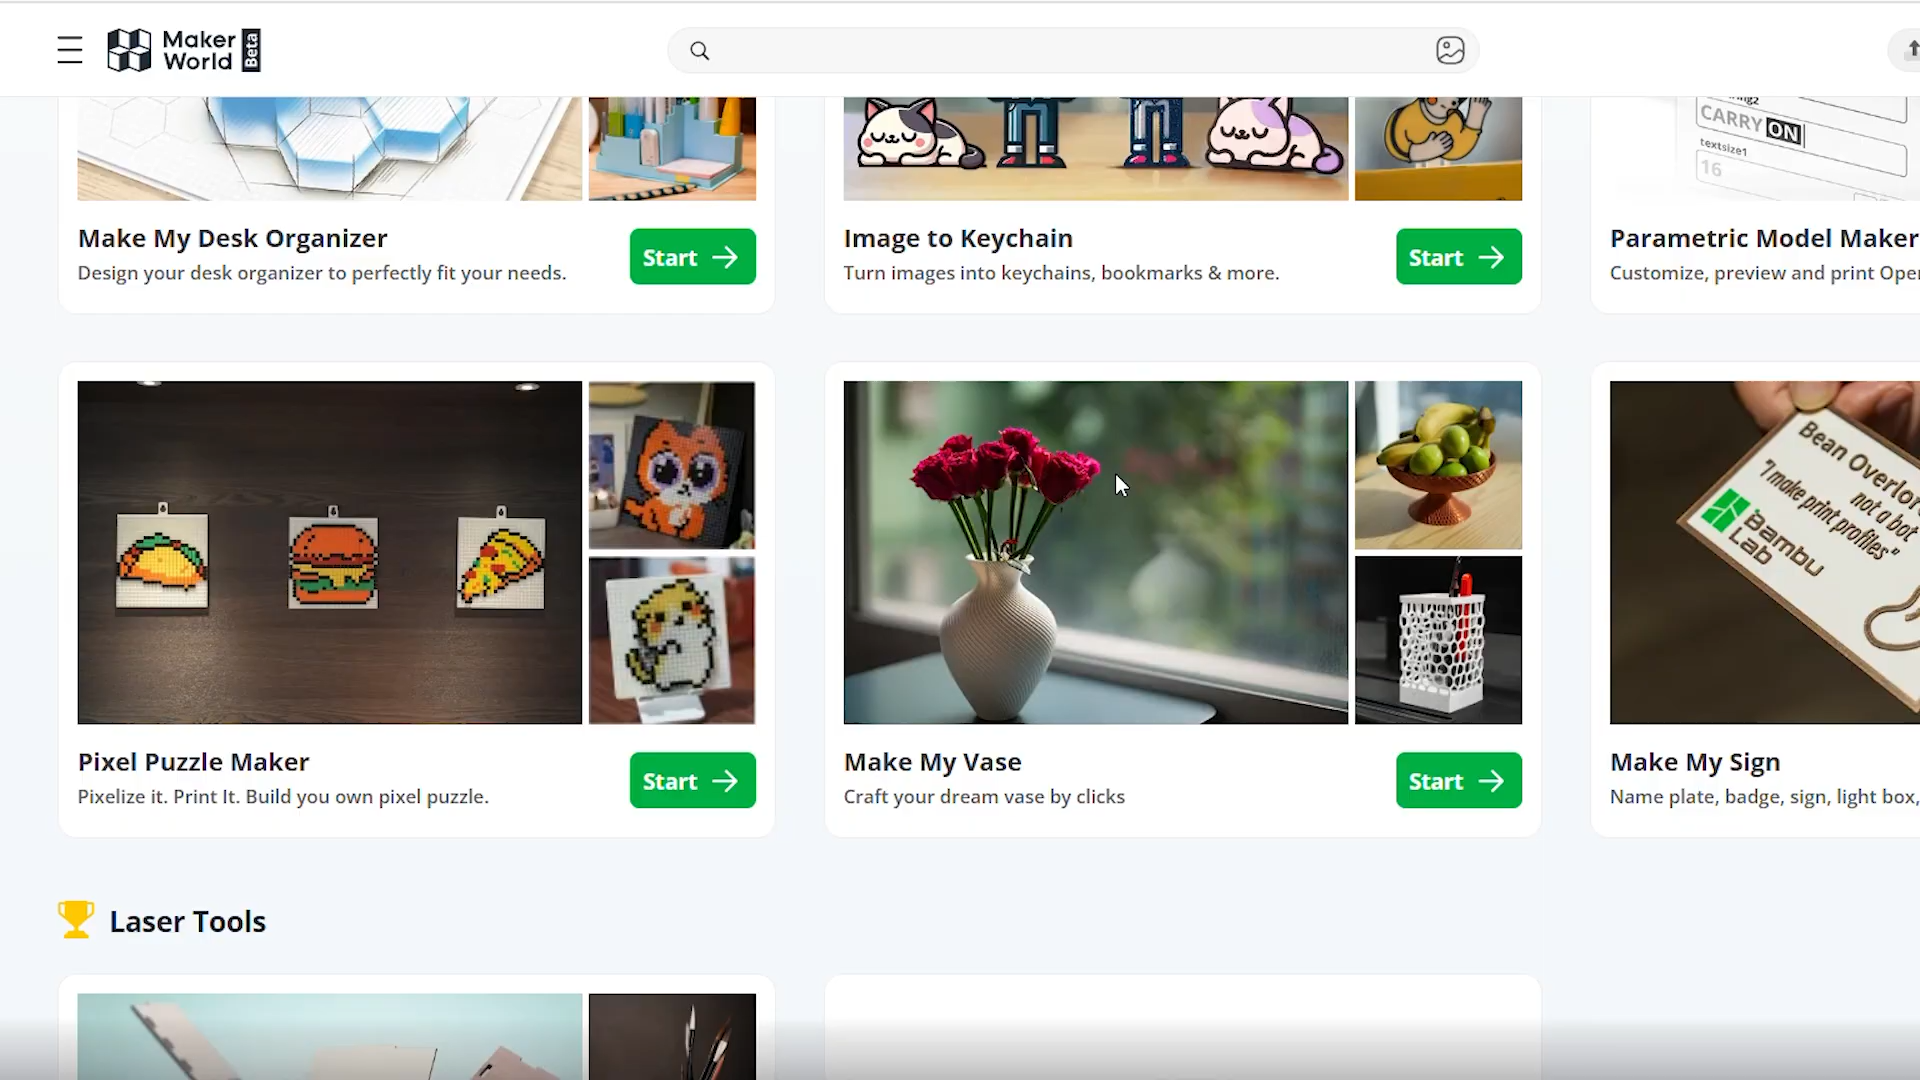 Maker
World
Beta
ring2
CARRY ON
textsize1
16
Make My Desk Organizer
Design your desk organizer to perfectly fit your needs.
Start
Image to Keychain
Turn images into keychains, bookmarks & more.
Start
Parametric Model Maker
Customize, preview and print Open
Bean Overlo
"I make print profiles"
not a bot
Bambu
Lab
Pixel Puzzle Maker
Pixelize it. Print It. Build you own pixel puzzle.
Start
Make My Vase
Craft your dream vase by clicks
Start
Make My Sign
Name plate, badge, sign, light box,
Laser Tools